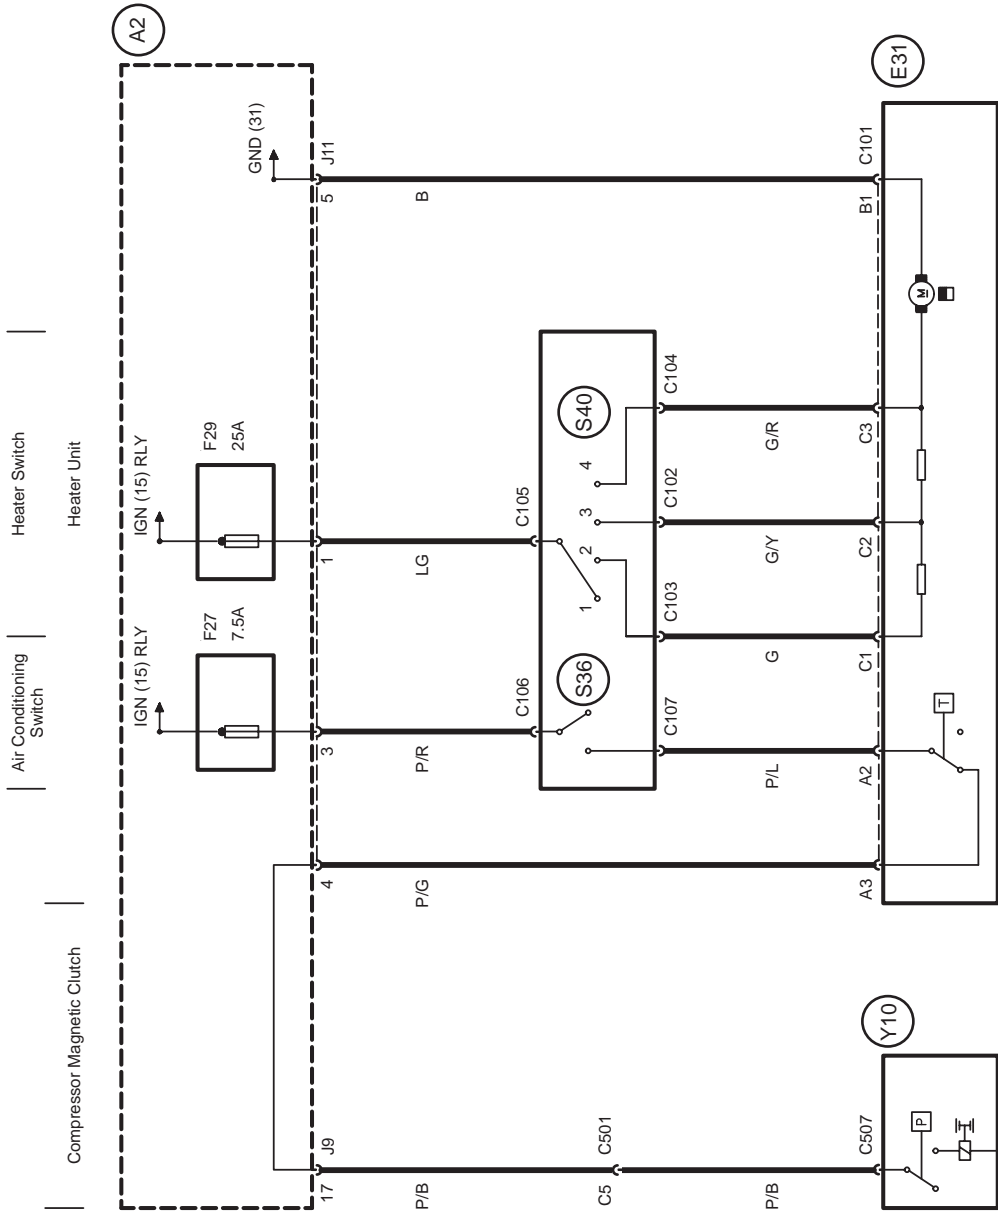 Compressor Magnetic Clutch
Air Conditioning
Switch
Heater Switch
Heater Unit
A2
IGN (15) RLY
F27
7.5A
IGN (15) RLY
F29
25A
GND (31)
17
J9
4
3
1
5
J11
P/B
P/G
P/R
LG
B
C106
C105
S36
1
2
3
4
S40
C5
C501
C107
C103
C102
C104
P/B
P/L
G
G/Y
G/R
C507
A3
A2
C1
C2
C3
B1
C101
Y10
E31
P
T
M